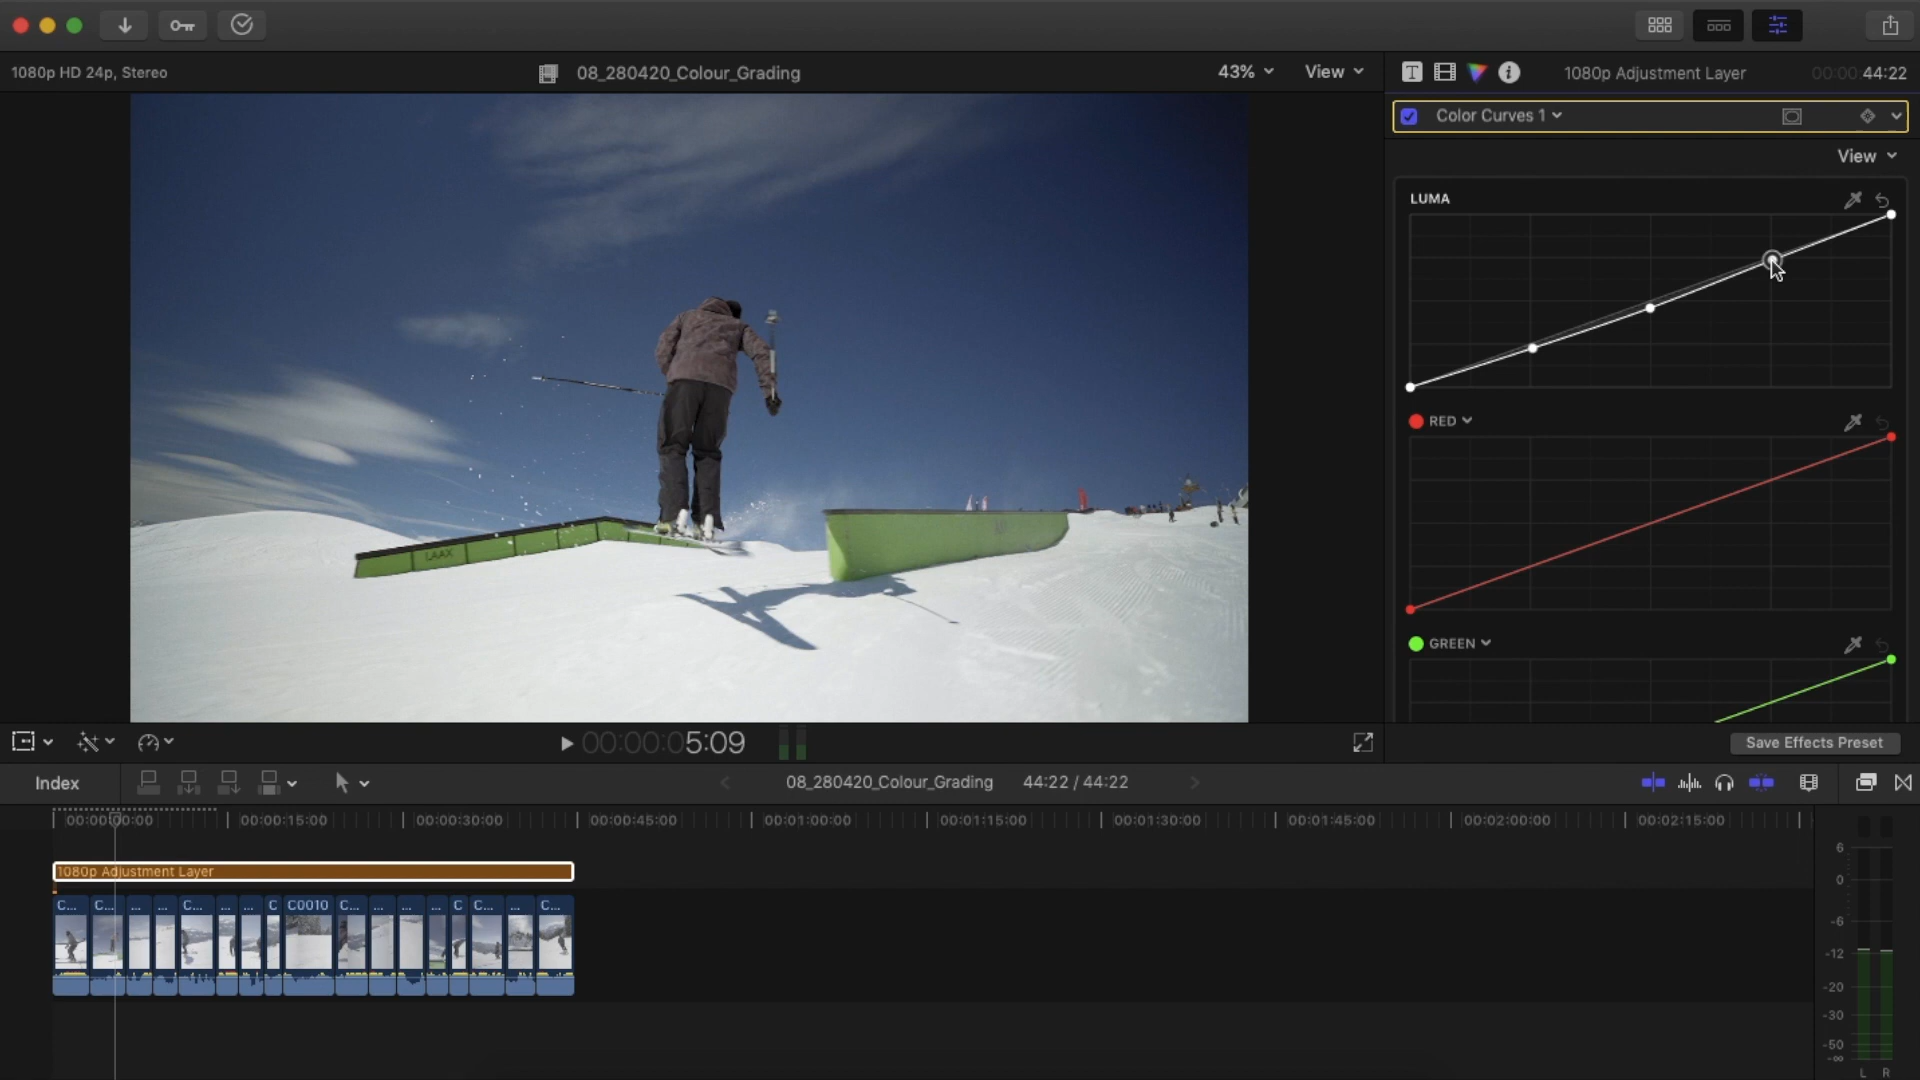 1080p HD 24p, Stereo
08_280420_Colour_Grading
43%
View
T
i
1080p Adjustment Layer
00:00:44:22
Color Curves 1
View
LUMA
RED
GREEN
LAAX
00:00:00:05:09
Save Effects Preset
Index
08_280420_Colour_Grading
44:22 / 44:22
00:00:00:00
00:00:15:00
00:00:30:00
00:00:45:00
00:01:00:00
00:01:15:00
00:01:30:00
00:01:45:00
00:02:00:00
00:02:15:00
1080p Adjustment Layer
C... C... ... ... C... ... ... C C0010 C... ... ... ... C C... ... C...
6
0
-6
-12
-20
-30
-50
-∞
L R